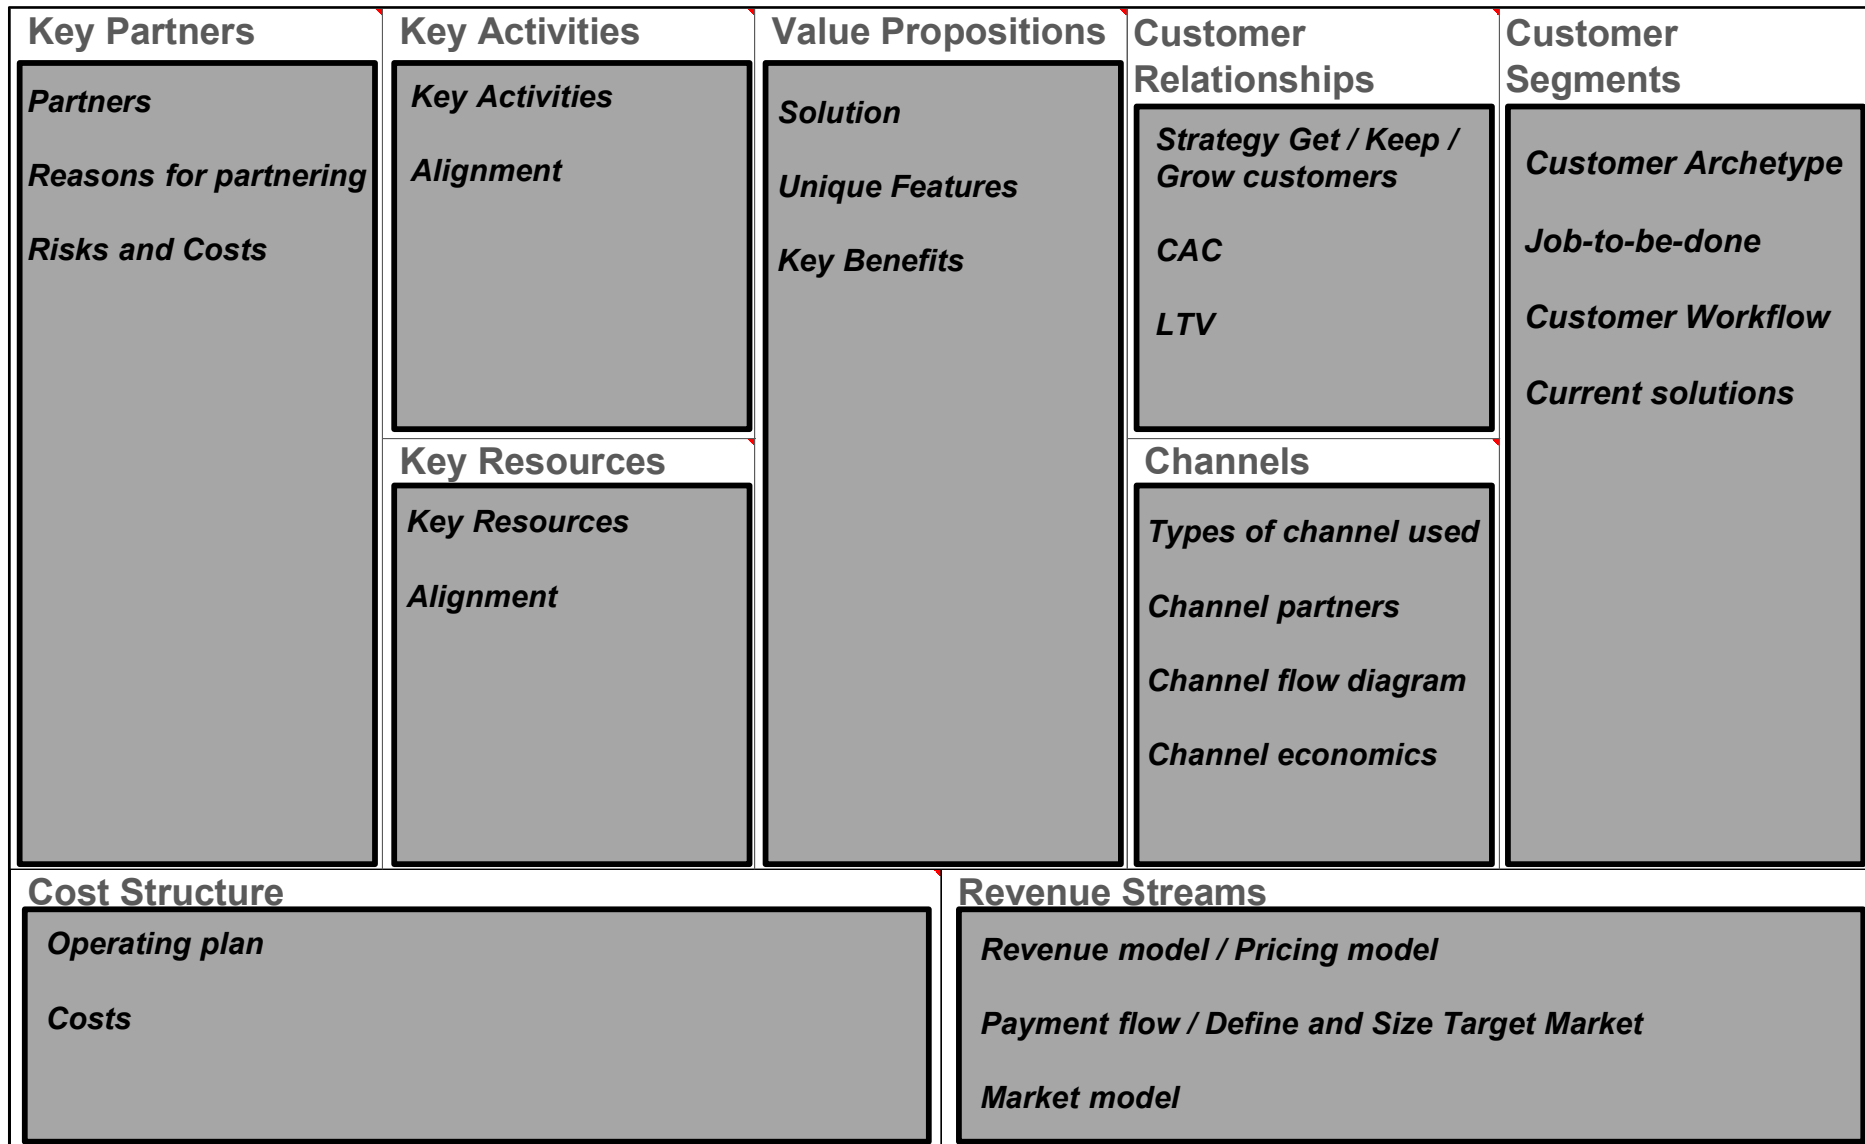 Key Partners
Partners
Reasons for partnering
Risks and Costs
Key Activities
Key Activities
Alignment
Key Resources
Key Resources
Alignment
Value Propositions
Solution
Unique Features
Key Benefits
Customer
Relationships
Strategy Get / Keep /
Grow customers
CAC
LTV
Channels
Types of channel used
Channel partners
Channel flow diagram
Channel economics
Customer
Segments
Customer Archetype
Job-to-be-done
Customer Workflow
Current solutions
Cost Structure
Operating plan
Costs
Revenue Streams
Revenue model / Pricing model
Payment flow / Define and Size Target Market
Market model